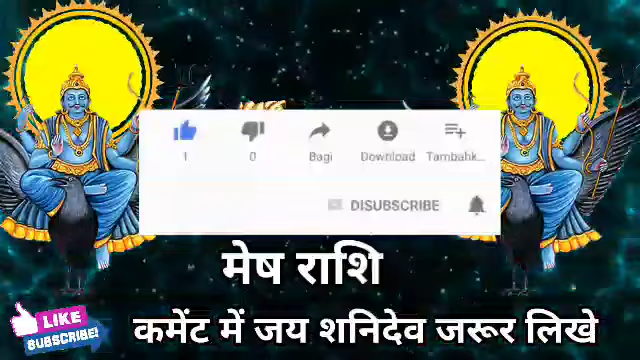 1 0 Bagi Download Tambahk...
DISUBSCRIBE
मेष राशि
LIKE
SUBSCRIBE!
कमेंट में जय शनिदेव जरूर लिखे